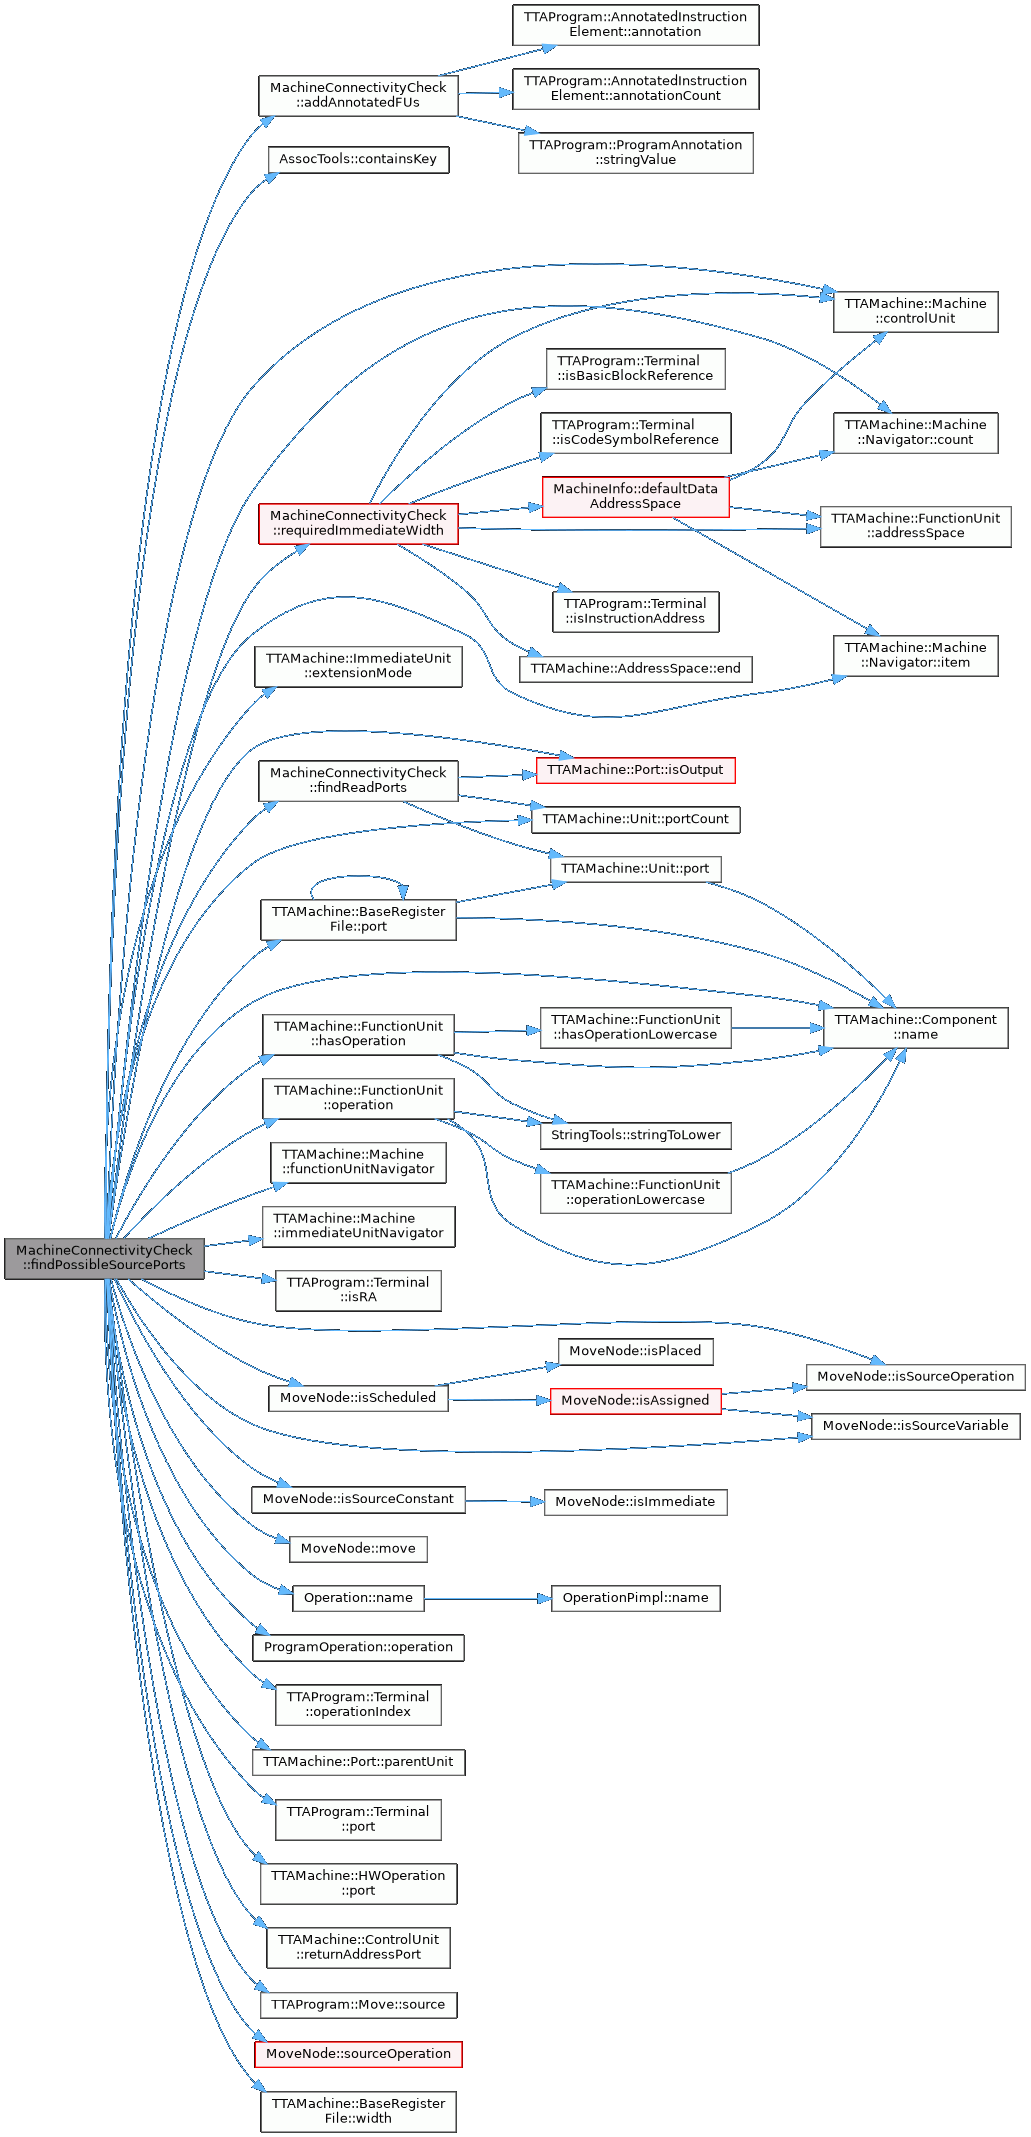 TTAProgram::AnnotatedInstruction
Element::annotation
MachineConnectivityCheck
::addAnnotatedFUs
TTAProgram::AnnotatedInstruction
Element::annotationCount
TTAProgram::ProgramAnnotation
::stringValue
AssocTools::containsKey
TTAMachine::Machine
::controlUnit
TTAProgram::Terminal
::isBasicBlockReference
TTAProgram::Terminal
::isCodeSymbolReference
TTAMachine::Machine
::Navigator::count
MachineInfo::defaultData
AddressSpace
MachineConnectivityCheck
::requiredImmediateWidth
TTAMachine::FunctionUnit
::addressSpace
TTAProgram::Terminal
::isInstructionAddress
TTAMachine::AddressSpace::end
TTAMachine::Machine
::Navigator::item
TTAMachine::ImmediateUnit
::extensionMode
TTAMachine::Port::isOutput
MachineConnectivityCheck
::findReadPorts
TTAMachine::Unit::portCount
TTAMachine::Unit::port
TTAMachine::BaseRegister
File::port
TTAMachine::Component
::name
TTAMachine::FunctionUnit
::hasOperation
TTAMachine::FunctionUnit
::hasOperationLowercase
TTAMachine::FunctionUnit
::operation
StringTools::stringToLower
TTAMachine::Machine
::functionUnitNavigator
TTAMachine::FunctionUnit
::operationLowercase
TTAMachine::Machine
::immediateUnitNavigator
MachineConnectivityCheck
::findPossibleSourcePorts
TTAProgram::Terminal
::isRA
MoveNode::isPlaced
MoveNode::isSourceOperation
MoveNode::isScheduled
MoveNode::isAssigned
MoveNode::isSourceVariable
MoveNode::isSourceConstant
MoveNode::isImmediate
MoveNode::move
Operation::name
OperationPimpl::name
ProgramOperation::operation
TTAProgram::Terminal
::operationIndex
TTAMachine::Port::parentUnit
TTAProgram::Terminal
::port
TTAMachine::HWOperation
::port
TTAMachine::ControlUnit
::returnAddressPort
TTAProgram::Move::source
MoveNode::sourceOperation
TTAMachine::BaseRegister
File::width